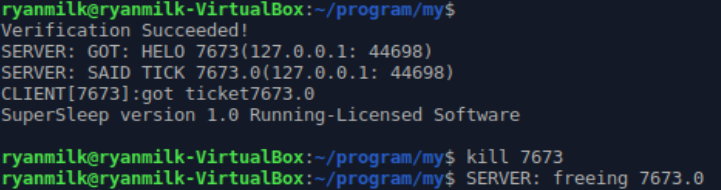 ryanmilk@ryanmilk-VirtualBox:~/program/my$
Verification Succeeded!
SERVER: GOT: HELO 7673(127.0.0.1: 44698)
SERVER: SAID TICK 7673.0(127.0.0.1: 44698)
CLIENT[7673]:got ticket7673.0
SuperSleep version 1.0 Running-Licensed Software
ryanmilk@ryanmilk-VirtualBox:~/program/my$ kill 7673
ryanmilk@ryanmilk-VirtualBox:~/program/my$ SERVER: freeing 7673.0